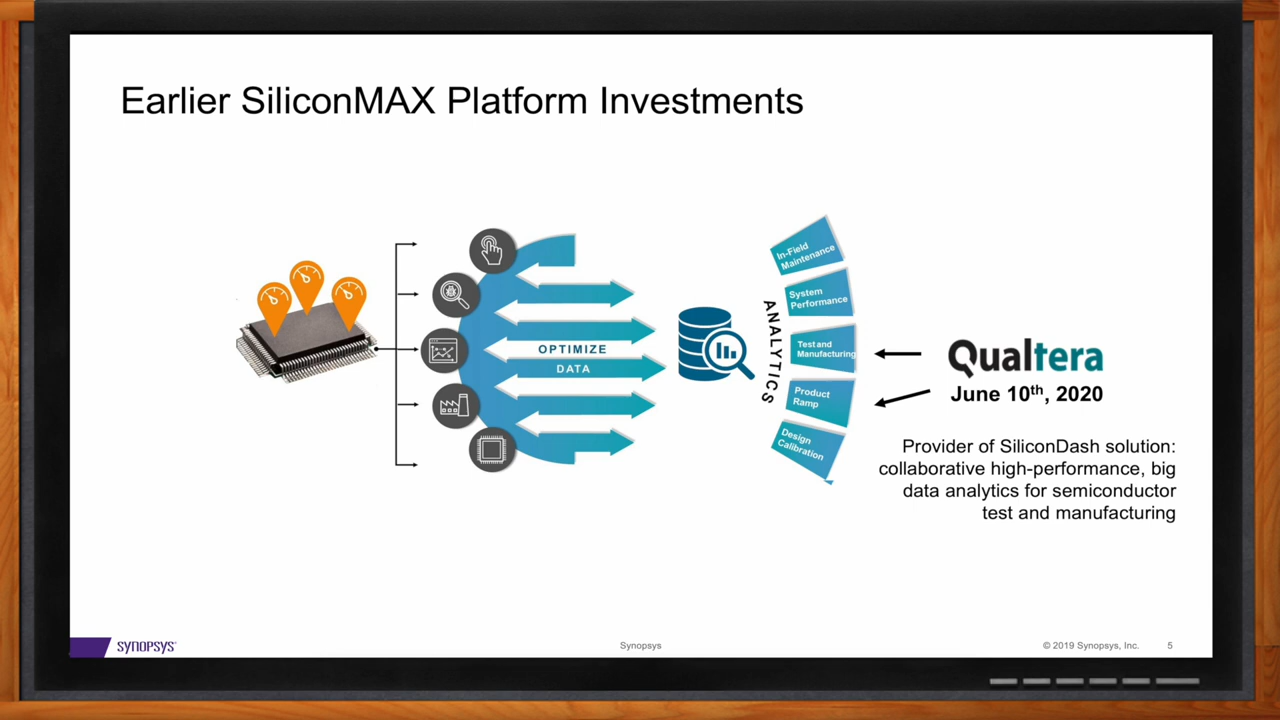 Earlier SiliconMAX Platform Investments
In-Field
Maintenance
System
Performance
ANALYTICS
Test and
Manufacturing
OPTIMIZE
DATA
Product
Ramp
Design
Calibration
Qualtera
June 10th, 2020
Provider of SiliconDash solution:
collaborative high-performance, big
data analytics for semiconductor
test and manufacturing
SYNOPSYS®
Synopsys
© 2019 Synopsys, Inc.
5